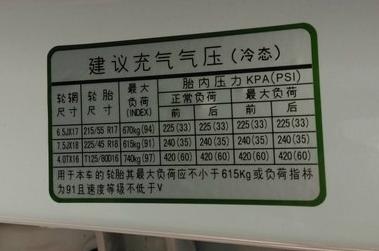 建议充气气压(冷态)
轮辋尺寸 轮胎尺寸 最大负荷(INDEX) 胎内压力 KPA(PSI)
正常负荷 最大负荷
前 后 前 后
6.5JX17 215/55 R17 670kg(94) 225(33) 225(33) 225(33) 225(33)
7.5JX18 225/45 R18 615kg(91) 240(35) 240(35) 240(35) 240(35)
4.0TX16 T125/80D16 740kg(97) 420(60) 420(60) 420(60) 420(60)
用于本车的轮胎其最大负荷应不小于615Kg或负荷指标
为91且速度等级不低于V